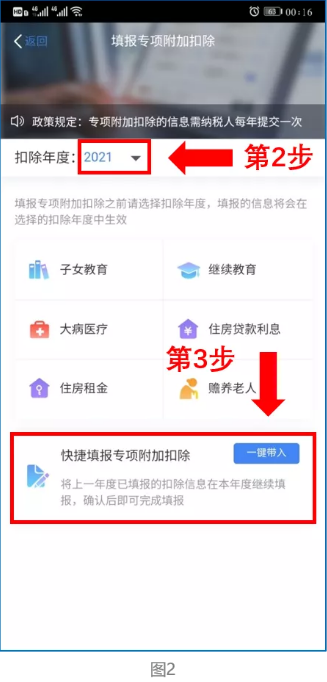 HD 4G 4G 60 00:16
返回 填报专项附加扣除
政策规定：专项附加扣除的信息需纳税人每年提交一次
扣除年度： 2021 第2步
填报专项附加扣除之前请选择扣除年度，填报的信息将会在
选择的扣除年度中生效
子女教育 继续教育
大病医疗 住房贷款利息
第3步
住房租金 赡养老人
快捷填报专项附加扣除 一键带入
将上一年度已填报的扣除信息在本年度继续填
报，确认后即可完成填报
图2